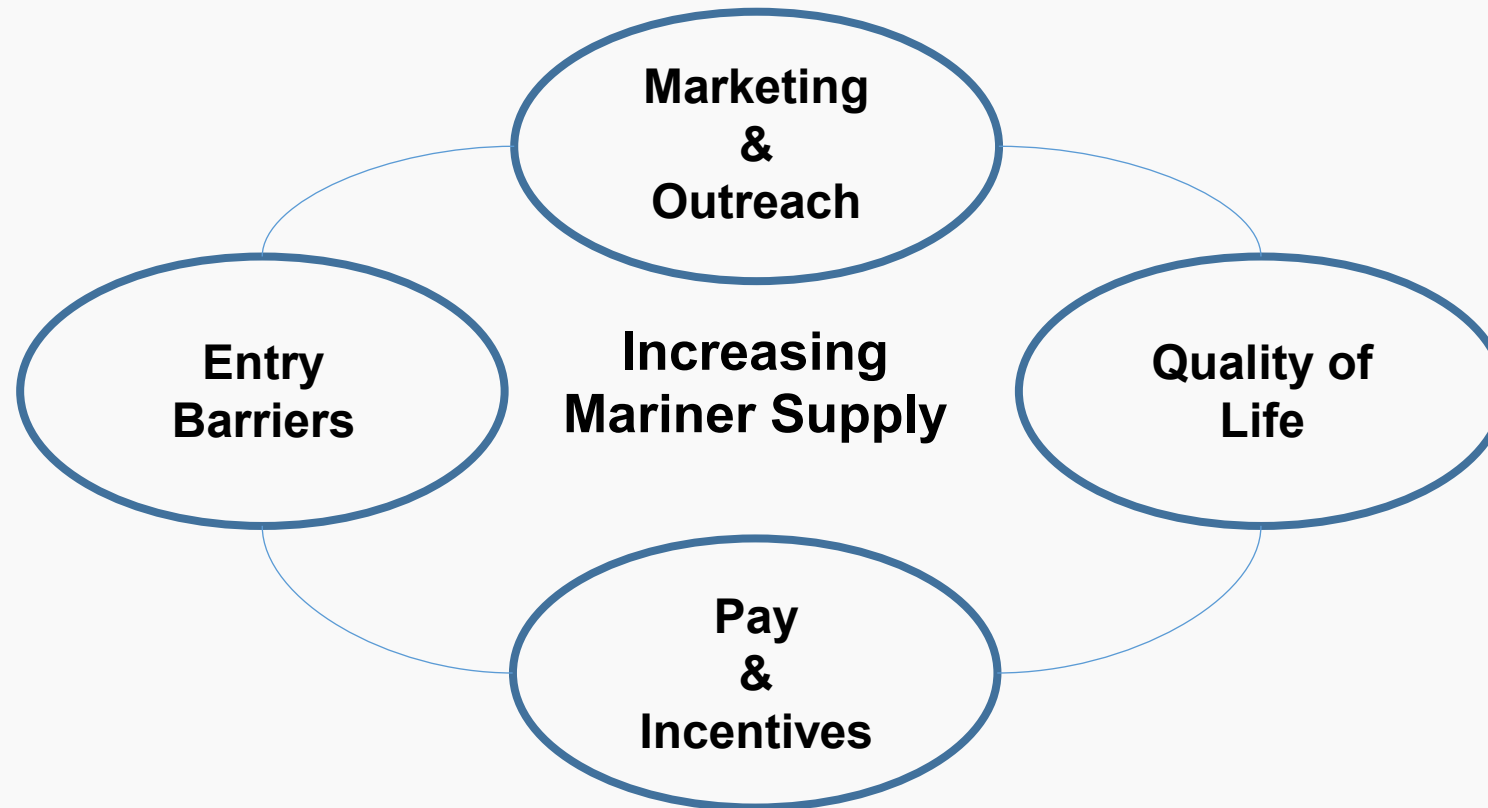 Marketing
&
Outreach
Entry
Barriers
Increasing
Mariner Supply
Quality of
Life
Pay
&
Incentives